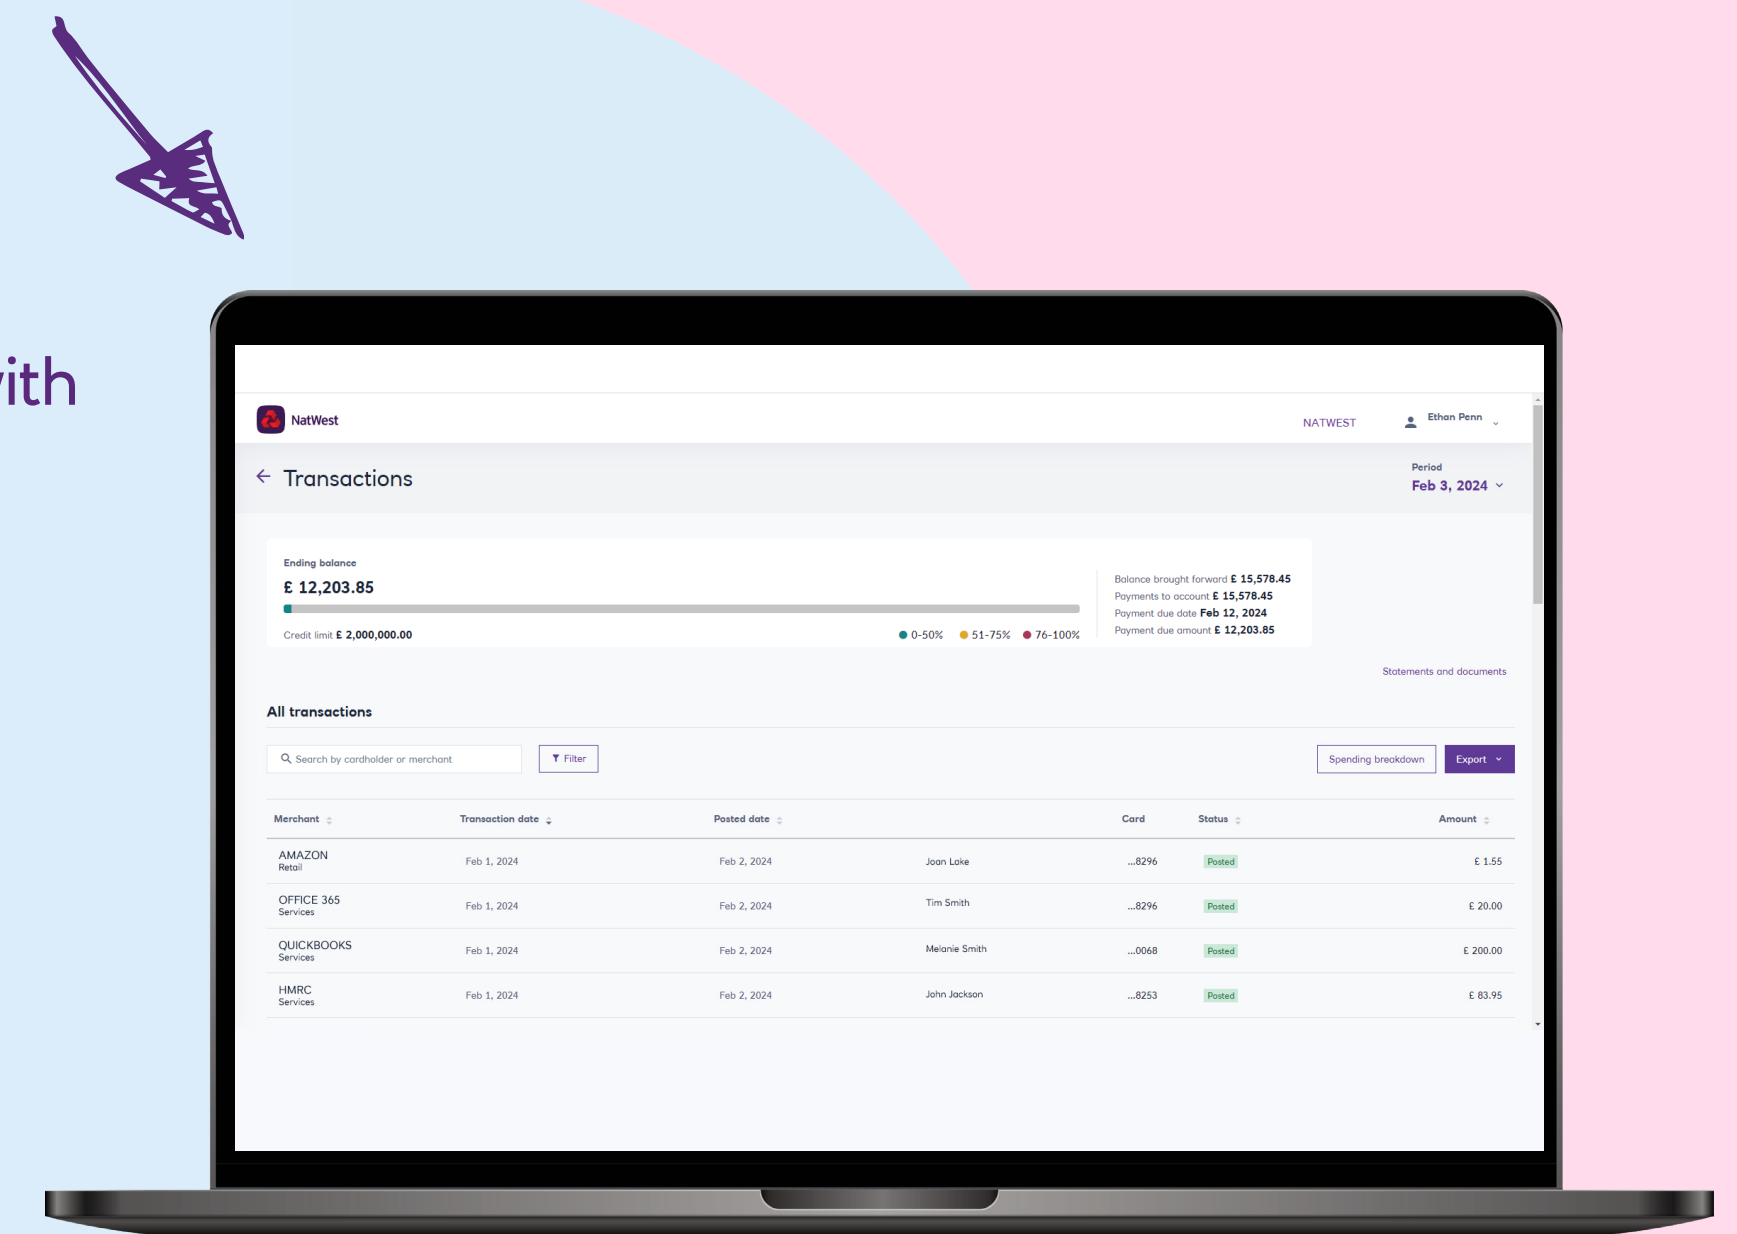 with
NatWest
NATWEST
Ethan Penn
Transactions
Period
Feb 3, 2024
Ending balance
£ 12,203.85
Credit limit £ 2,000,000.00
0-50% 51-75% 76-100%
Balance brought forward £ 15,578.45
Payments to account £ 15,578.45
Payment due date Feb 12, 2024
Payment due amount £ 12,203.85
Statements and documents
All transactions
Search by cardholder or merchant
Filter
Spending breakdown
Export
Merchant Transaction date Posted date Card Status Amount
AMAZON
Retail
Feb 1, 2024 Feb 2, 2024 Joan Lake ...8296 Posted £ 1.55
OFFICE 365
Services
Feb 1, 2024 Feb 2, 2024 Tim Smith ...8296 Posted £ 20.00
QUICKBOOKS
Services
Feb 1, 2024 Feb 2, 2024 Melanie Smith ...0068 Posted £ 200.00
HMRC
Services
Feb 1, 2024 Feb 2, 2024 John Jackson ...8253 Posted £ 83.95